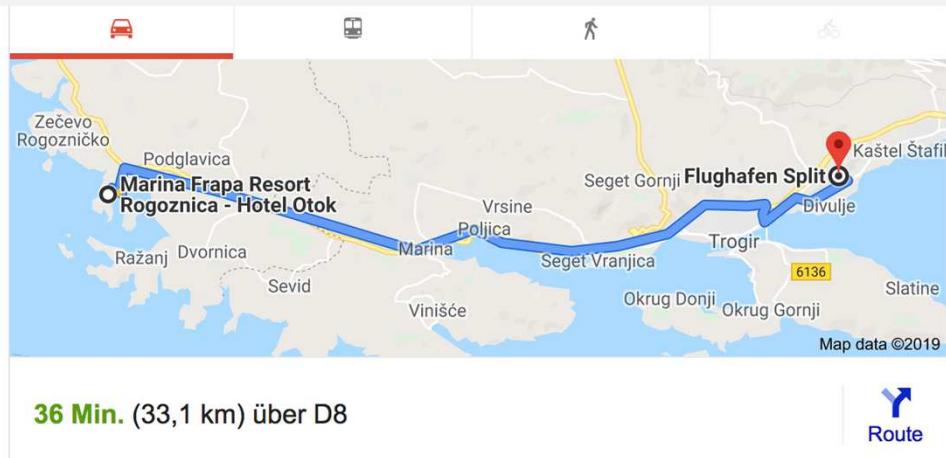 Zečevo
Rogozničko
Podglavica
Marina Frapa Resort
Rogoznica - Hotel Otok
Ražanj
Dvornica
Sevid
Vrsine
Poljica
Marina
Vinišće
Seget Gornji
Flughafen Split
Kaštel Štafil
Divulje
Trogir
Seget Vranjica
6136
Okrug Donji
Okrug Gornji
Slatine
Map data ©2019
36 Min. (33,1 km) über D8
Route